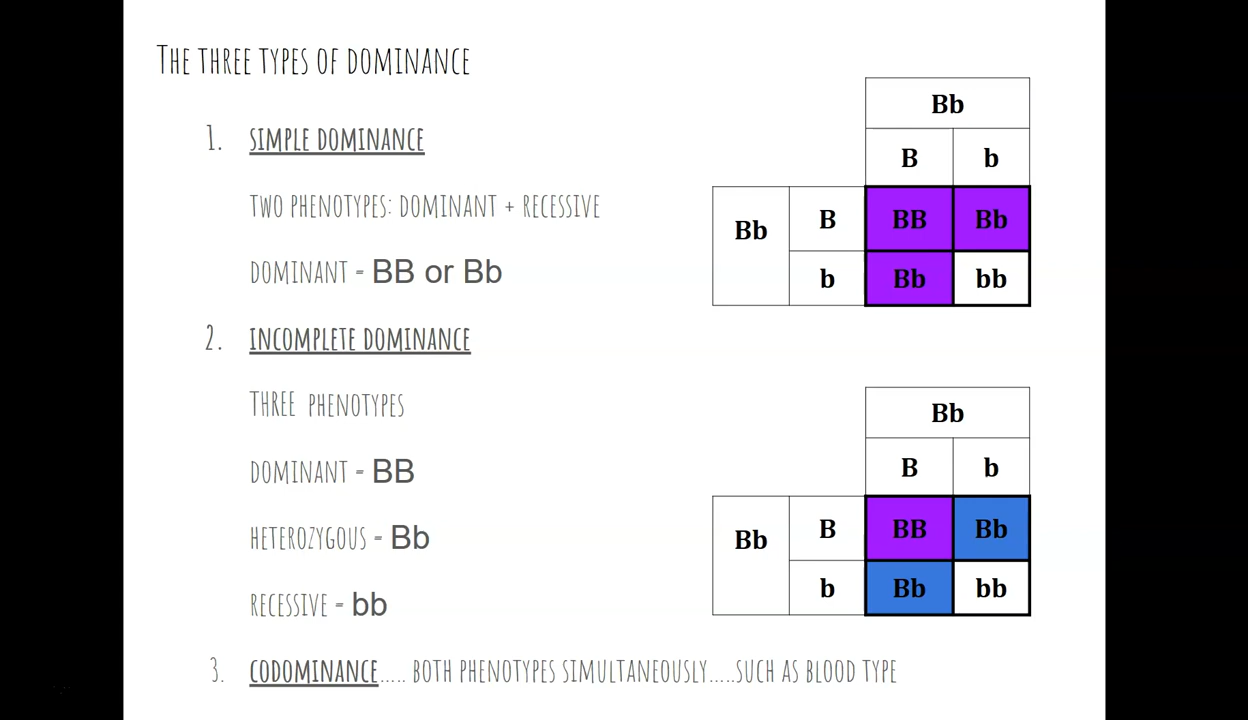 The three types of dominance
1. simple dominance
two phenotypes: dominant + recessive
dominant - BB or Bb
2. incomplete dominance
three phenotypes
dominant - BB
heterozygous - Bb
recessive - bb
3. codominance..... both phenotypes simultaneously.....such as blood type
Bb
B b
Bb B BB Bb
b Bb bb
Bb
B b
Bb B BB Bb
b Bb bb